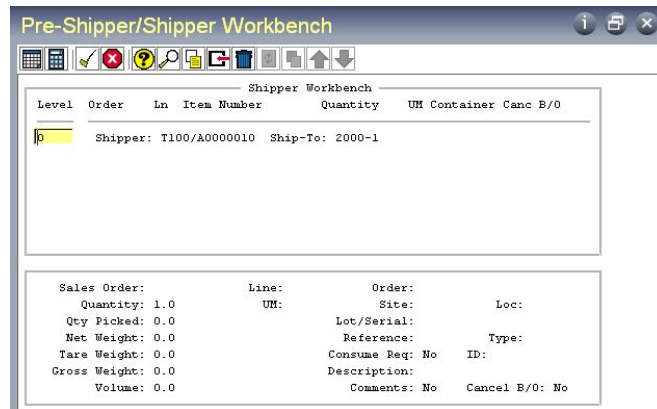 Pre-Shipper/Shipper Workbench
Shipper Workbench
Level Order Ln Item Number Quantity UM Container Canc B/O
0 Shipper: T100/A0000010 Ship-To: 2000-1
Sales Order: Line: Order:
Quantity: 1.0 UM: Site: Loc:
Qty Picked: 0.0 Lot/Serial:
Net Weight: 0.0 Reference: Type:
Tare Weight: 0.0 Consume Req: No ID:
Gross Weight: 0.0 Description:
Volume: 0.0 Comments: No Cancel B/O: No